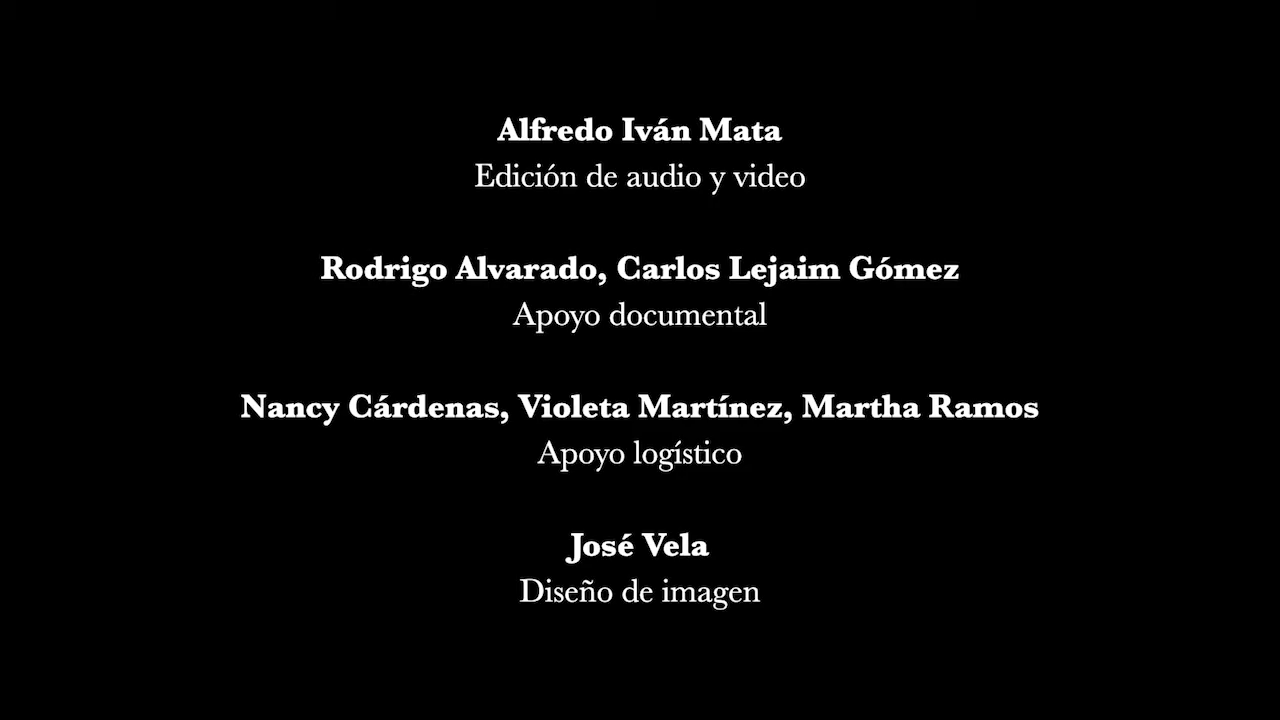 Alfredo Iván Mata
Edición de audio y video
Rodrigo Alvarado, Carlos Lejaim Gómez
Apoyo documental
Nancy Cárdenas, Violeta Martínez, Martha Ramos
Apoyo logístico
José Vela
Diseño de imagen